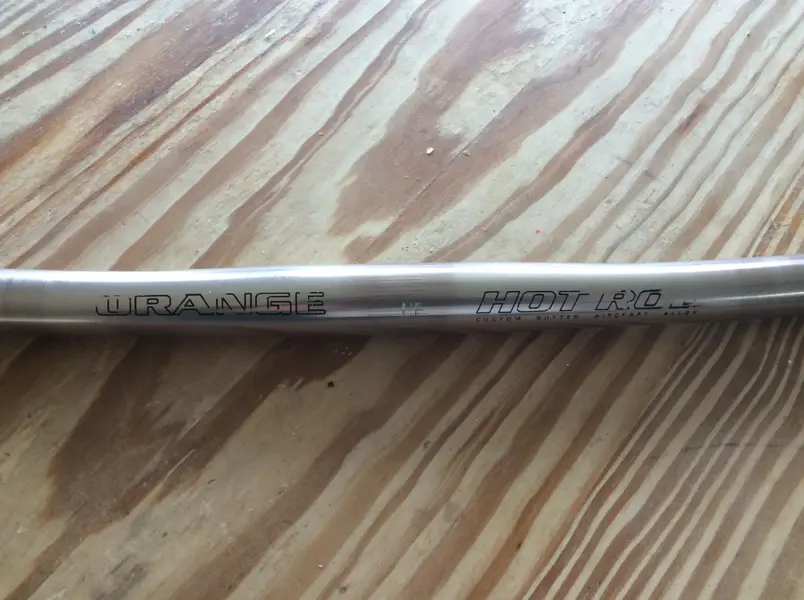 ORANGE
HOT RO
CUSTOM BUTTED AIRCRAFT ALLOY